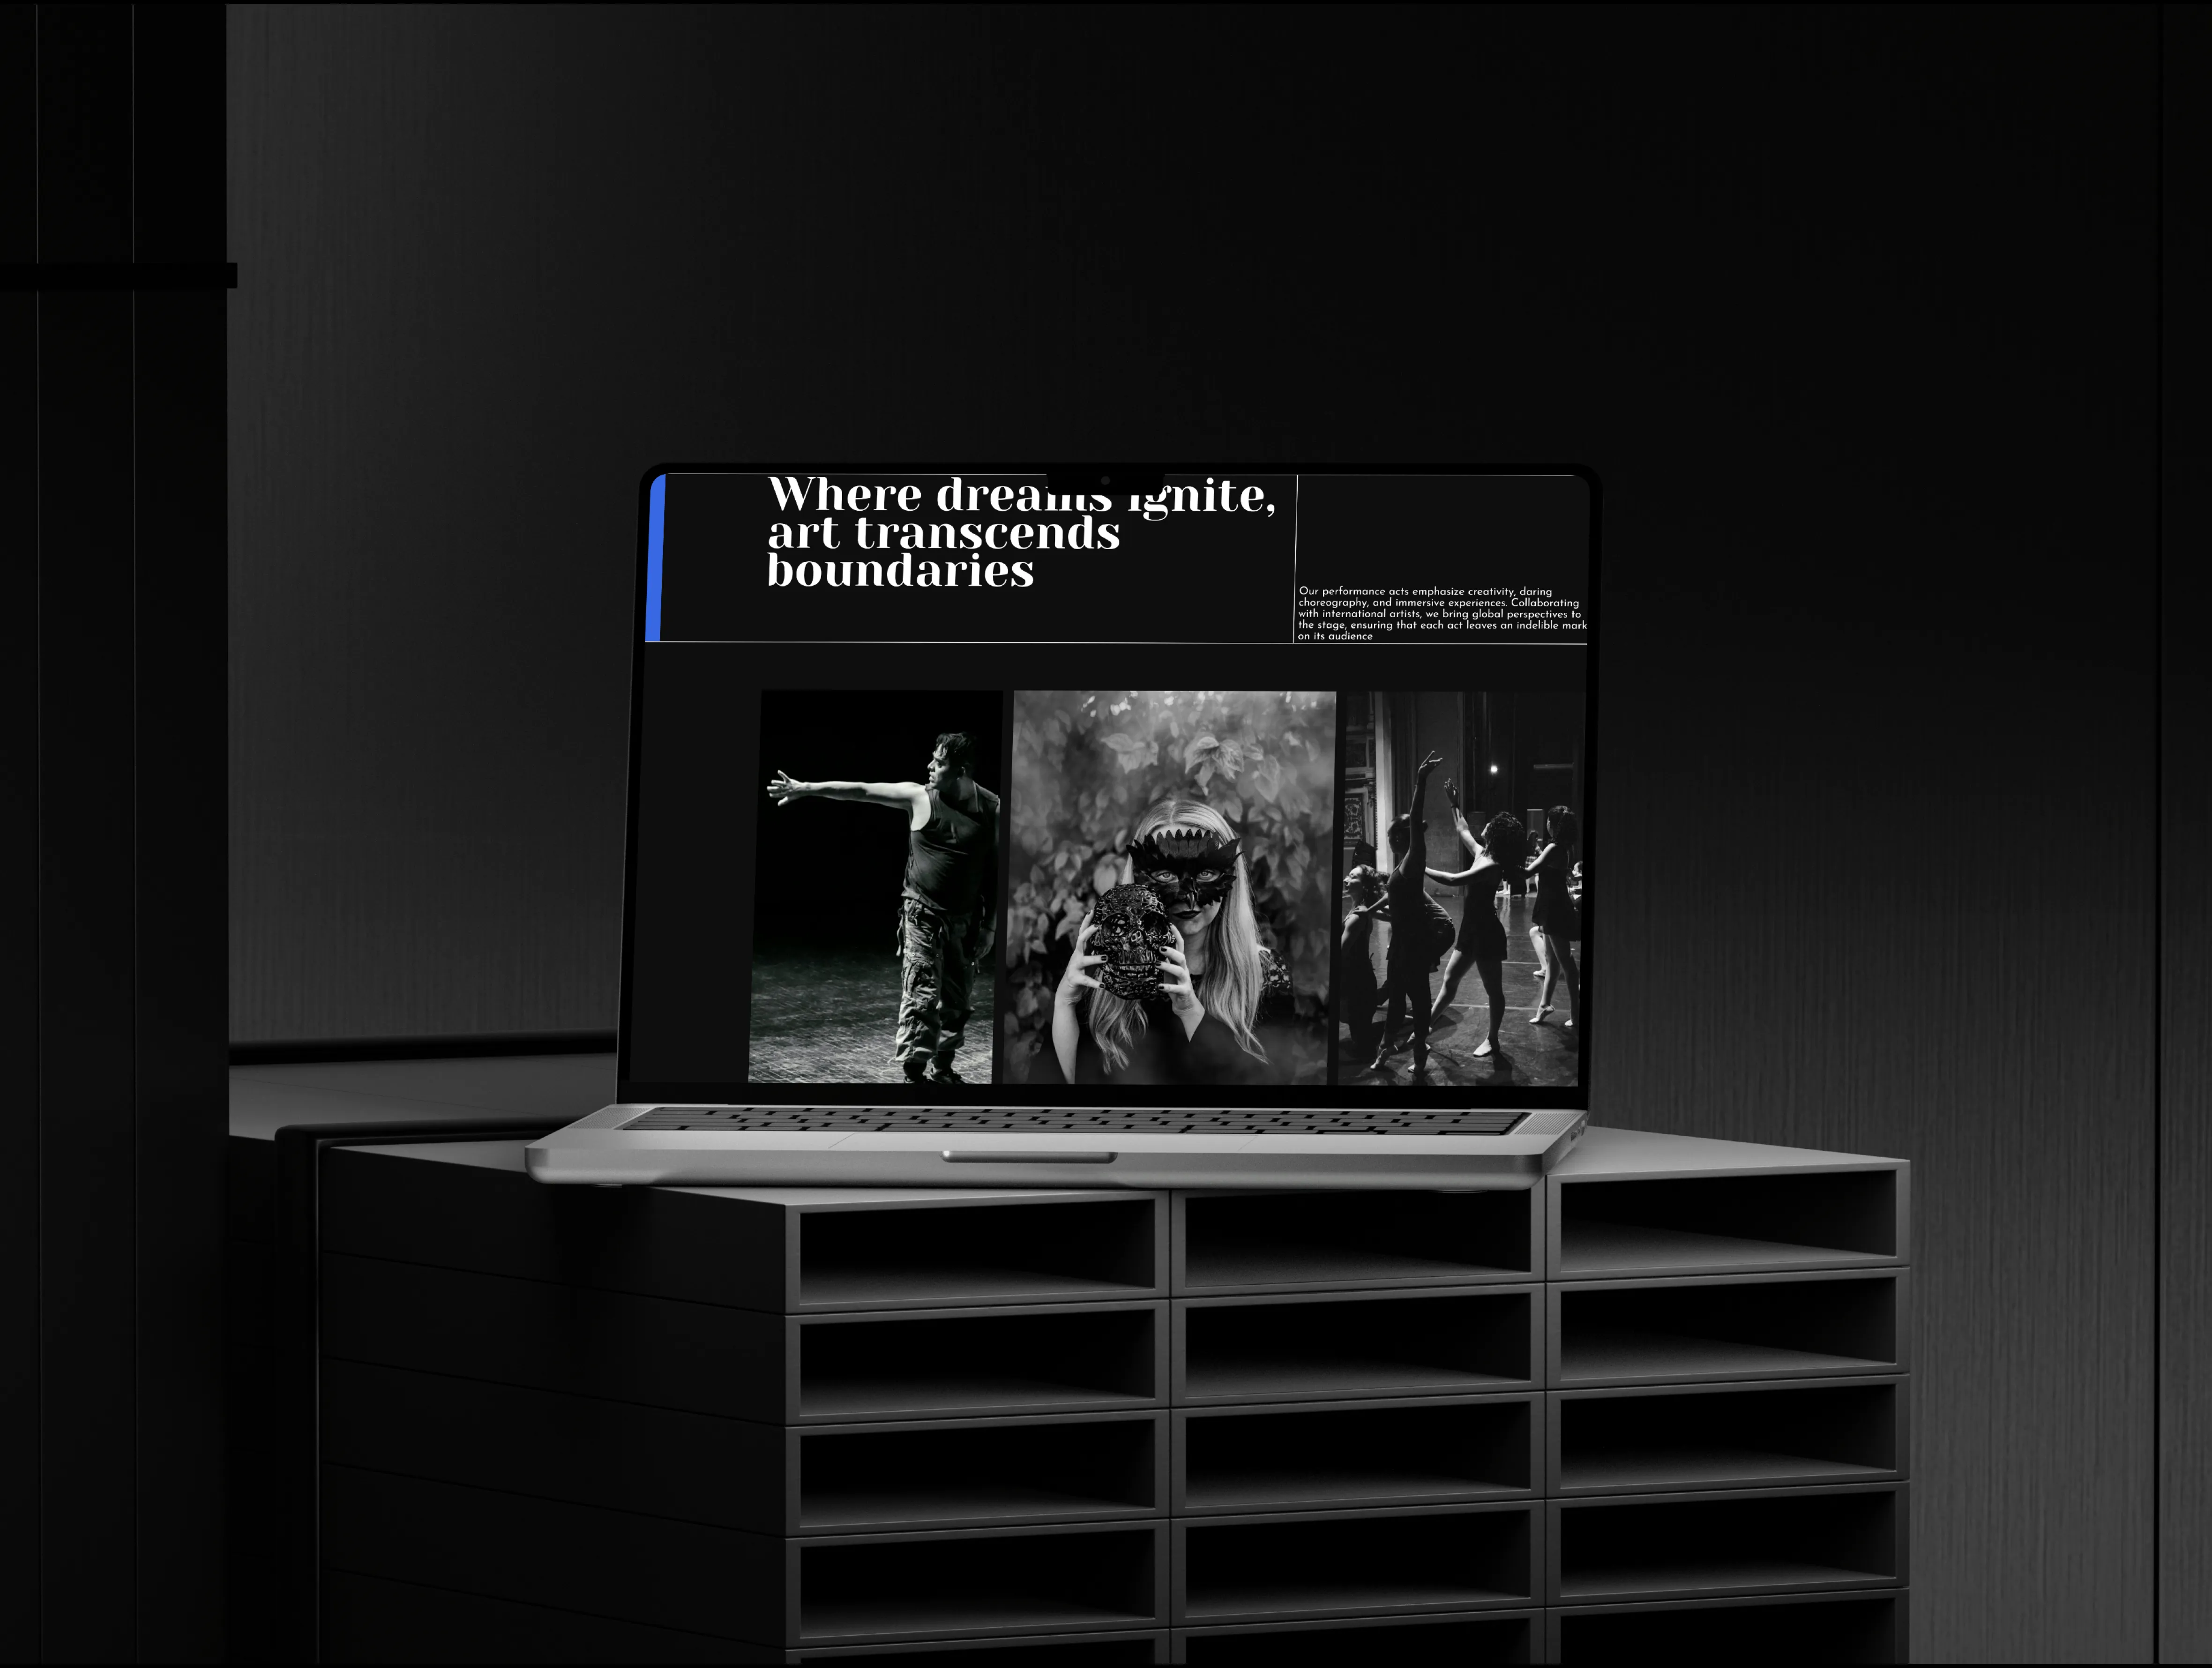 Where dreams ignite,
art transcends
boundaries
Our performance acts emphasize creativity, daring
choreography, and immersive experiences. Collaborating
with international artists, we bring global perspectives to
the stage, ensuring that each act leaves an indelible mark
on its audience